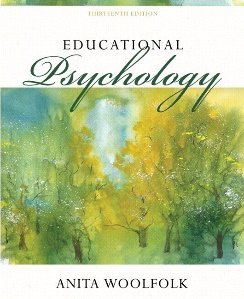 THIRTEENTH EDITION
EDUCATIONAL
Psychology
ANITA WOOLFOLK